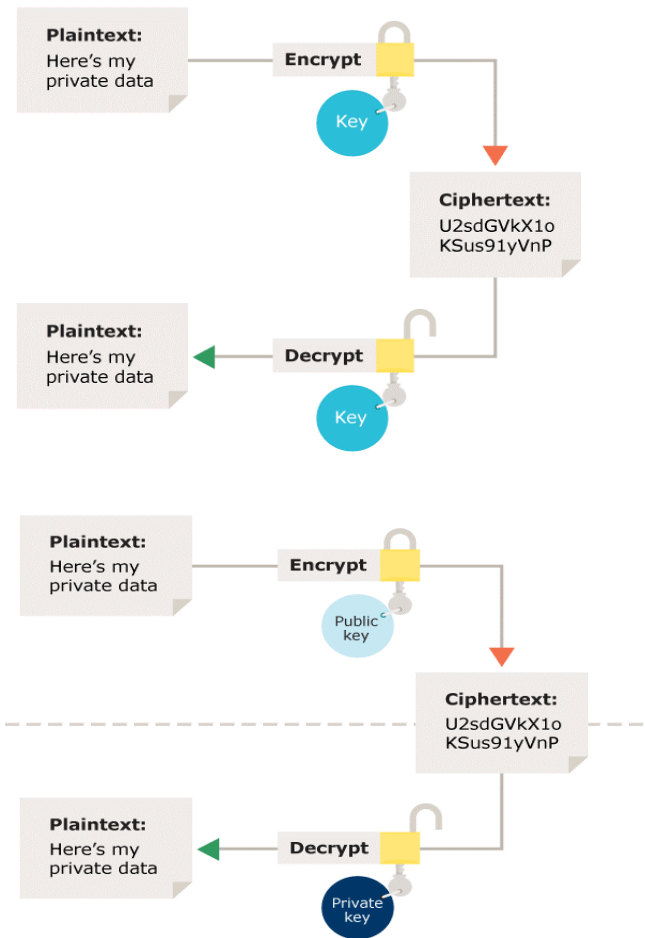 Plaintext:
Here's my
private data
Encrypt
Key
Ciphertext:
U2sdGVkX1o
KSus91yVnP
Plaintext:
Here's my
private data
Decrypt
Key
Plaintext:
Here's my
private data
Encrypt
Public
key
Ciphertext:
U2sdGVkX1o
KSus91yVnP
Plaintext:
Here's my
private data
Decrypt
Private
key